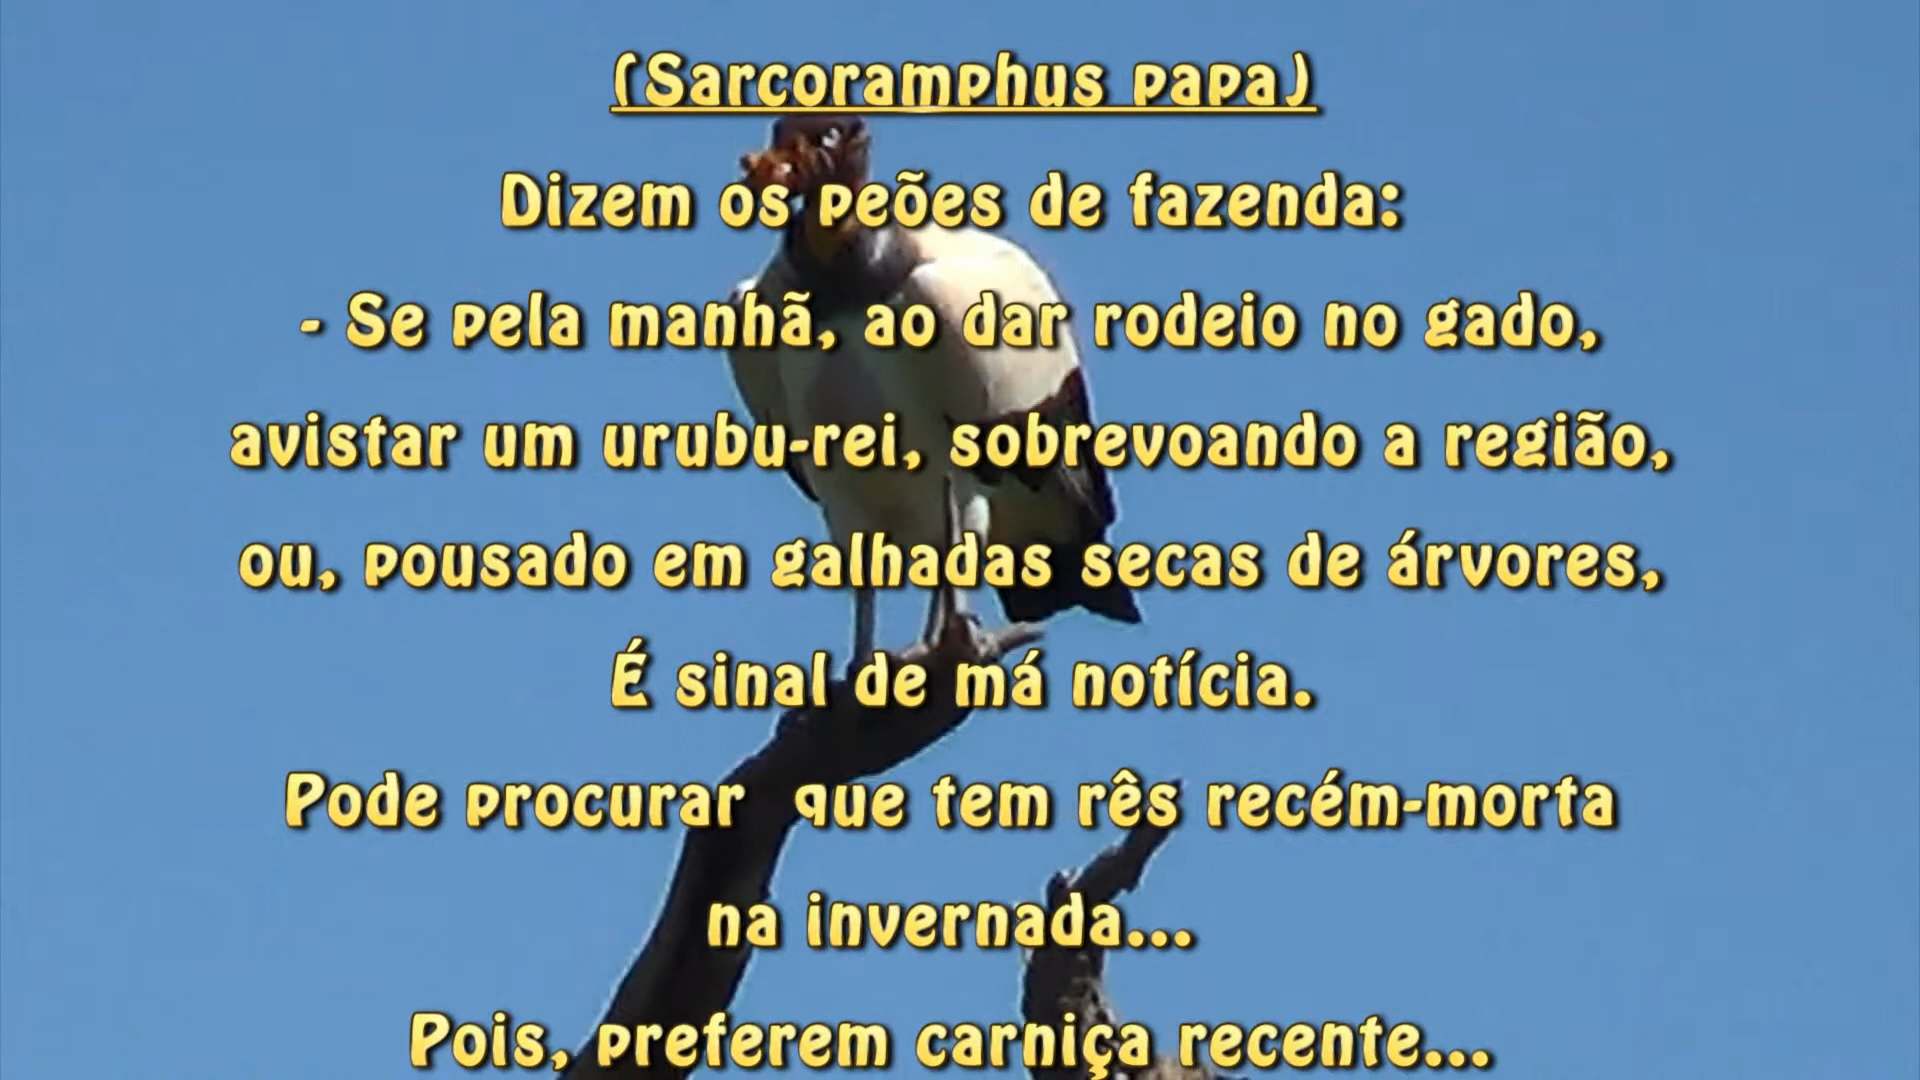 (Sarcoramphus papa)
Dizem os peões de fazenda:
- Se pela manhã, ao dar rodeio no gado,
avistar um urubu-rei, sobrevoando a região,
ou, pousado em galhadas secas de árvores,
É sinal de má notícia.
Pode procurar  que tem rês recém-morta
na invernada...
Pois, preferem carniça recente...